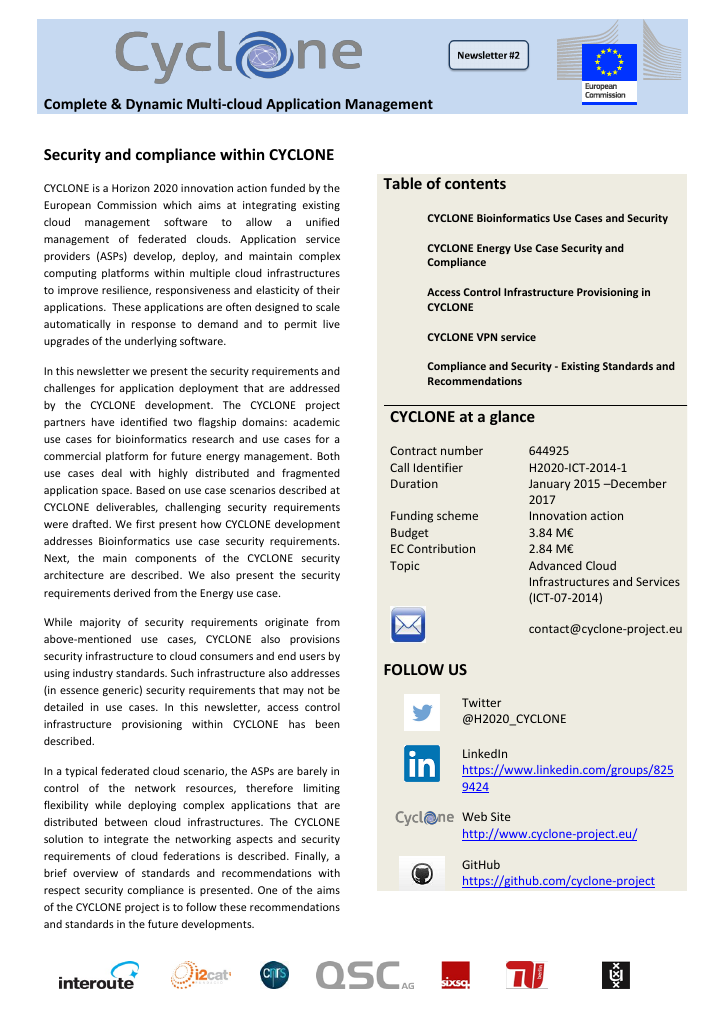 Cyclone
Newsletter #2
European
Commission
Complete & Dynamic Multi-cloud Application Management
Security and compliance within CYCLONE
CYCLONE is a Horizon 2020 innovation action funded by the
European Commission which aims at integrating existing
cloud management software to allow a unified
management of federated clouds. Application service
providers (ASPs) develop, deploy, and maintain complex
computing platforms within multiple cloud infrastructures
to improve resilience, responsiveness and elasticity of their
applications. These applications are often designed to scale
automatically in response to demand and to permit live
upgrades of the underlying software.
In this newsletter we present the security requirements and
challenges for application deployment that are addressed
by the CYCLONE development. The CYCLONE project
partners have identified two flagship domains: academic
use cases for bioinformatics research and use cases for a
commercial platform for future energy management. Both
use cases deal with highly distributed and fragmented
application space. Based on use case scenarios described at
CYCLONE deliverables, challenging security requirements
were drafted. We first present how CYCLONE development
addresses Bioinformatics use case security requirements.
Next, the main components of the CYCLONE security
architecture are described. We also present the security
requirements derived from the Energy use case.
While majority of security requirements originate from
above-mentioned use cases, CYCLONE also provisions
security infrastructure to cloud consumers and end users by
using industry standards. Such infrastructure also addresses
(in essence generic) security requirements that may not be
detailed in use cases. In this newsletter, access control
infrastructure provisioning within CYCLONE has been
described.
In a typical federated cloud scenario, the ASPs are barely in
control of the network resources, therefore limiting
flexibility while deploying complex applications that are
distributed between cloud infrastructures. The CYCLONE
solution to integrate the networking aspects and security
requirements of cloud federations is described. Finally, a
brief overview of standards and recommendations with
respect security compliance is presented. One of the aims
of the CYCLONE project is to follow these recommendations
and standards in the future developments.
Table of contents
CYCLONE Bioinformatics Use Cases and Security
CYCLONE Energy Use Case Security and
Compliance
Access Control Infrastructure Provisioning in
CYCLONE
CYCLONE VPN service
Compliance and Security - Existing Standards and
Recommendations
CYCLONE at a glance
Contract number 644925
Call Identifier H2020-ICT-2014-1
Duration January 2015 –December
2017
Funding scheme Innovation action
Budget 3.84 M€
EC Contribution 2.84 M€
Topic Advanced Cloud
Infrastructures and Services
(ICT-07-2014)
contact@cyclone-project.eu
FOLLOW US
Twitter
@H2020_CYCLONE
in
LinkedIn
https://www.linkedin.com/groups/825
9424
Cyclone Web Site
http://www.cyclone-project.eu/
GitHub
https://github.com/cyclone-project
interoute i2cat cnrs QSC AG sixsq. berlin